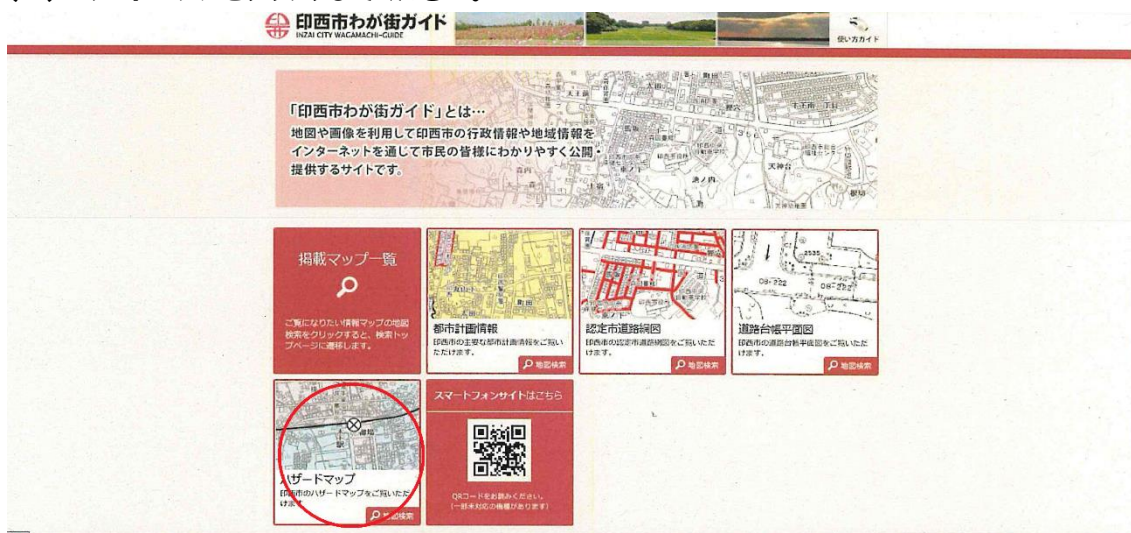 印西市わが街ガイド
INZAI CITY WAGAMACHI-GUIDE
使い方ガイド
「印西市わが街ガイド」とは…
地図や画像を利用して印西市の行政情報や地域情報を
インターネットを通じて市民の皆様にわかりやすく公開・
提供するサイトです。
掲載マップ一覧
ご覧になりたい情報マップの地図
検索をクリックすると、検索トッ
プページに遷移します。
都市計画情報
印西市の主要な都市計画情報をご覧い
ただけます。
地図検索
認定市道路網図
印西市の認定市道路網図をご覧いただ
けます。
地図検索
道路台帳平面図
印西市の道路台帳平面図をご覧いただ
けます。
地図検索
ハザードマップ
印西市のハザードマップをご覧いただ
けます
地図検索
スマートフォンサイトはこちら
QRコードをお読みください。
(一部未対応の機種があります)